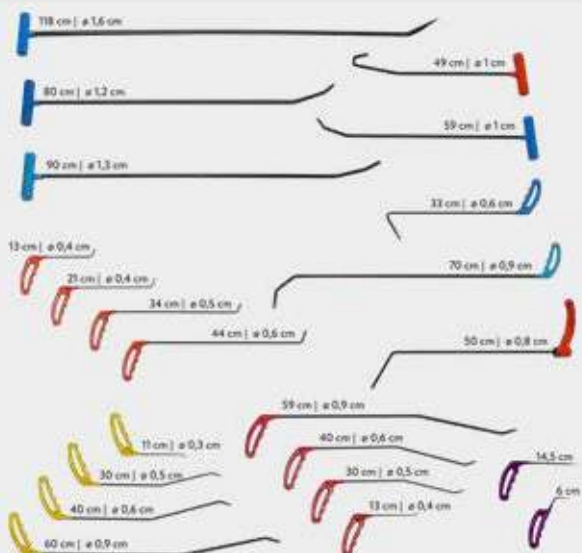 118 cm | ø 1,6 cm
49 cm | ø 1 cm
80 cm | ø 1,2 cm
59 cm | ø 1 cm
90 cm | ø 1,3 cm
33 cm | ø 0,6 cm
13 cm | ø 0,4 cm
70 cm | ø 0,9 cm
21 cm | ø 0,4 cm
34 cm | ø 0,5 cm
44 cm | ø 0,6 cm
50 cm | ø 0,8 cm
59 cm | ø 0,9 cm
40 cm | ø 0,6 cm
11 cm | ø 0,3 cm
14,5 cm
30 cm | ø 0,5 cm
30 cm | ø 0,5 cm
6 cm
13 cm | ø 0,4 cm
40 cm | ø 0,6 cm
60 cm | ø 0,9 cm